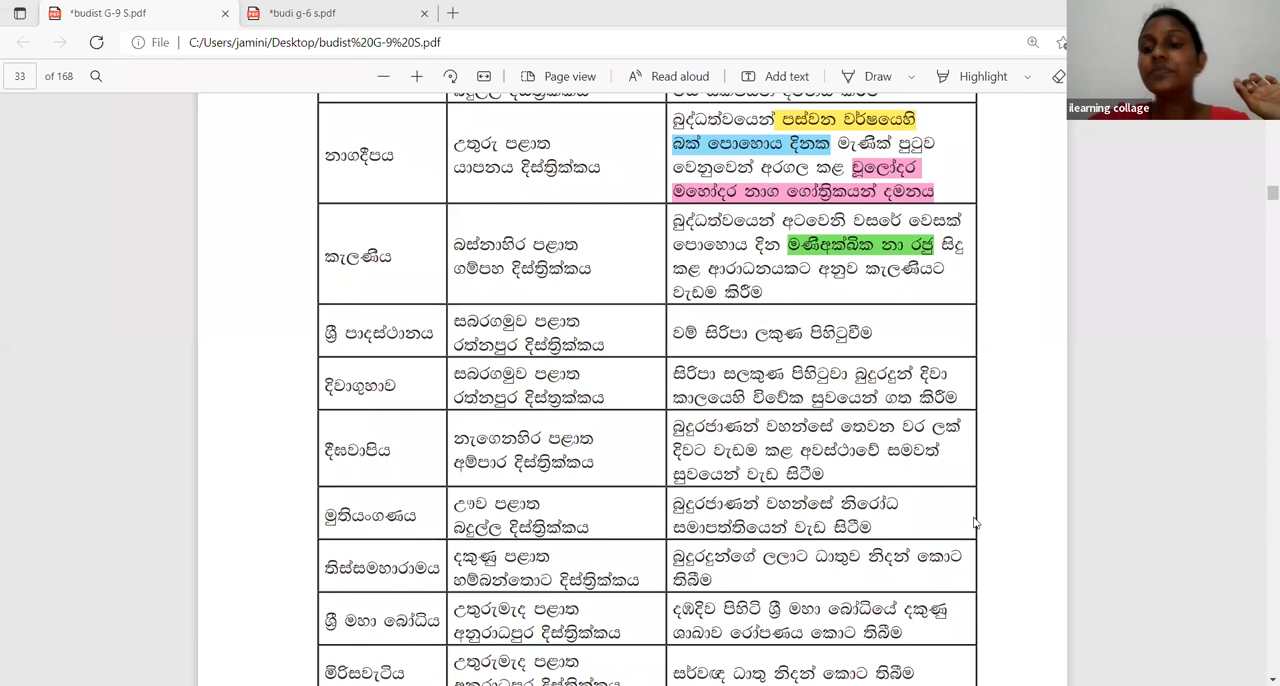 *budist G-9 S.pdf
*budi g-6 s.pdf
File
C:/Users/jamini/Desktop/budist%20G-9%20S.pdf
33 of 168
Page view
Read aloud
Add text
Draw
Highlight
ilearning collage
නාගදීපය
උතුරු පළාත
යාපනය දිස්ත්‍රික්කය
බුද්ධත්වයෙන් පස්වන වර්ෂයෙහි
බක් පොහොය දිනක මැණික් පුටුව
වෙනුවෙන් අරගල කළ චූලෝදර
මහෝදර නාග ගෝත්‍රිකයන් දමනය
කැලණිය
බස්නාහිර පළාත
ගම්පහ දිස්ත්‍රික්කය
බුද්ධත්වයෙන් අටවෙනි වසරේ වෙසක්
පොහොය දින මණිඅක්ඛික නා රජු සිදු
කළ ආරාධනයකට අනුව කැලණියට
වැඩම කිරීම
ශ්‍රී පාදස්ථානය
සබරගමුව පළාත
රත්නපුර දිස්ත්‍රික්කය
වම් සිරිපා ලකුණ පිහිටුවීම
දිවාගුහාව
සබරගමුව පළාත
රත්නපුර දිස්ත්‍රක්කය
සිරිපා සලකුණ පිහිටුවා බුදුරදුන් දිවා
කාලයෙහි විවේක සුවයෙන් ගත කිරීම
දීඝවාපිය
නැගෙනහිර පළාත
අම්පාර දිස්ත්‍රික්කය
බුදුරජාණන් වහන්සේ තෙවන වර ලක්
දිවට වැඩම කළ අවස්ථාවේ සමවත්
සුවයෙන් වැඩ සිටීම
මුතියංගණය
ඌව පළාත
බදුල්ල දිස්ත්‍රික්කය
බුදුරජාණන් වහන්සේ නිරෝධ
සමාපත්තියෙන් වැඩ සිටීම
තිස්සමහාරාමය
දකුණු පළාත
හම්බන්තොට දිස්ත්‍රික්කය
බුදුරදුන්ගේ ලලාට ධාතුව නිදන් කොට
තිබීම
ශ්‍රී මහා බෝධිය
උතුරුමැද පළාත
අනුරාධපුර දිස්ත්‍රික්කය
දඹදිව පිහිටි ශ්‍රී මහා බෝධියේ දකුණු
ශාඛාව රෝපණය කොට තිබීම
මිරිසවැටිය
උතුරුමැද පළාත
සර්වඥ ධාතු නිදන් කොට තිබීම